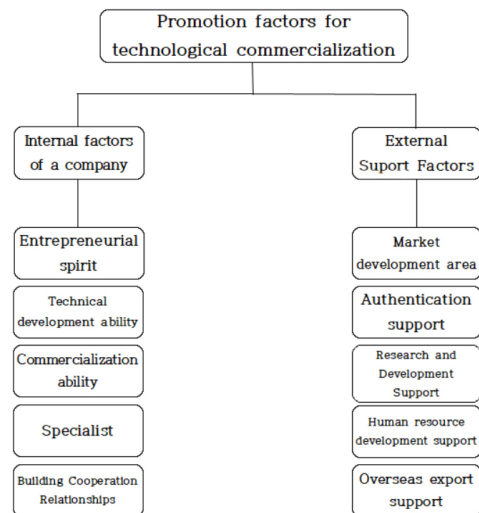 Promotion factors for
technological commercialization
Internal factors
of a company
External
Suport Factors
Entrepreneurial
spirit
Technical
development ability
Commercialization
ability
Specialist
Building Cooperation
Relationships
Market
development area
Authentication
support
Research and
Development
Support
Human resource
development support
Overseas export
support